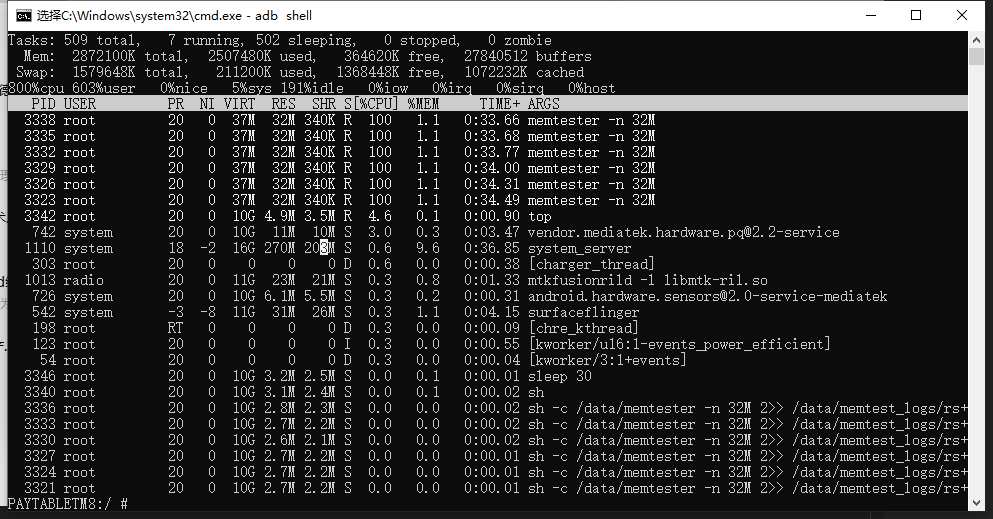 选择C:\Windows\system32\cmd.exe - adb  shell
Tasks: 509 total,   7 running, 502 sleeping,   0 stopped,   0 zombie
  Mem:  2872100K total,  2507480K used,   364620K free,  27840512 buffers
 Swap:  1579648K total,   211200K used,  1368448K free,  1072232K cached
800%cpu 603%user   0%nice   5%sys 191%idle   0%iow   0%irq   0%sirq   0%host
  PID USER         PR  NI VIRT  RES  SHR S[%CPU] %MEM     TIME+ ARGS
 3338 root         20   0  37M  32M 340K R  100   1.1   0:33.66 memtester -n 32M
 3335 root         20   0  37M  32M 340K R  100   1.1   0:33.68 memtester -n 32M
 3332 root         20   0  37M  32M 340K R  100   1.1   0:33.77 memtester -n 32M
 3329 root         20   0  37M  32M 340K R  100   1.1   0:34.00 memtester -n 32M
 3326 root         20   0  37M  32M 340K R  100   1.1   0:34.31 memtester -n 32M
 3323 root         20   0  37M  32M 340K R  100   1.1   0:34.49 memtester -n 32M
 3342 root         20   0  10G 4.9M 3.5M R  4.6   0.1   0:00.90 top
  742 system       20   0  10G  11M  10M S  3.0   0.3   0:03.47 vendor.mediatek.hardware.pq@2.2-service
 1110 system       18  -2  16G 270M 203M S  0.6   9.6   0:36.85 system_server
  303 root         20   0    0    0    0 D  0.6   0.0   0:00.38 [charger_thread]
 1013 radio        20   0  11G  23M  21M S  0.3   0.8   0:01.33 mtkfusionrild -l libmtk-ril.so
  726 system       20   0  10G 6.1M 5.5M S  0.3   0.2   0:00.31 android.hardware.sensors@2.0-service-mediatek
  542 system       -3  -8  11G  31M  26M S  0.3   1.1   0:04.15 surfaceflinger
  198 root         RT   0    0    0    0 D  0.3   0.0   0:00.09 [chre_kthread]
  123 root         20   0    0    0    0 I  0.3   0.0   0:00.55 [kworker/u16:1-events_power_efficient]
   54 root         20   0    0    0    0 D  0.3   0.0   0:00.04 [kworker/3:1+events]
 3346 root         20   0  10G 3.2M 2.5M S  0.0   0.1   0:00.01 sleep 30
 3340 root         20   0  10G 3.1M 2.4M S  0.0   0.1   0:00.02 sh
 3336 root         20   0  10G 2.8M 2.3M S  0.0   0.0   0:00.02 sh -c /data/memtester -n 32M 2>> /data/memtest_logs/rs+
 3333 root         20   0  10G 2.7M 2.2M S  0.0   0.0   0:00.02 sh -c /data/memtester -n 32M 2>> /data/memtest_logs/rs+
 3330 root         20   0  10G 2.6M 2.1M S  0.0   0.0   0:00.02 sh -c /data/memtester -n 32M 2>> /data/memtest_logs/rs+
 3327 root         20   0  10G 2.7M 2.2M S  0.0   0.0   0:00.01 sh -c /data/memtester -n 32M 2>> /data/memtest_logs/rs+
 3324 root         20   0  10G 2.7M 2.2M S  0.0   0.0   0:00.01 sh -c /data/memtester -n 32M 2>> /data/memtest_logs/rs+
 3321 root         20   0  10G 2.7M 2.2M S  0.0   0.0   0:00.01 sh -c /data/memtester -n 32M 2>> /data/memtest_logs/rs+
PAYTABLETM8:/ #